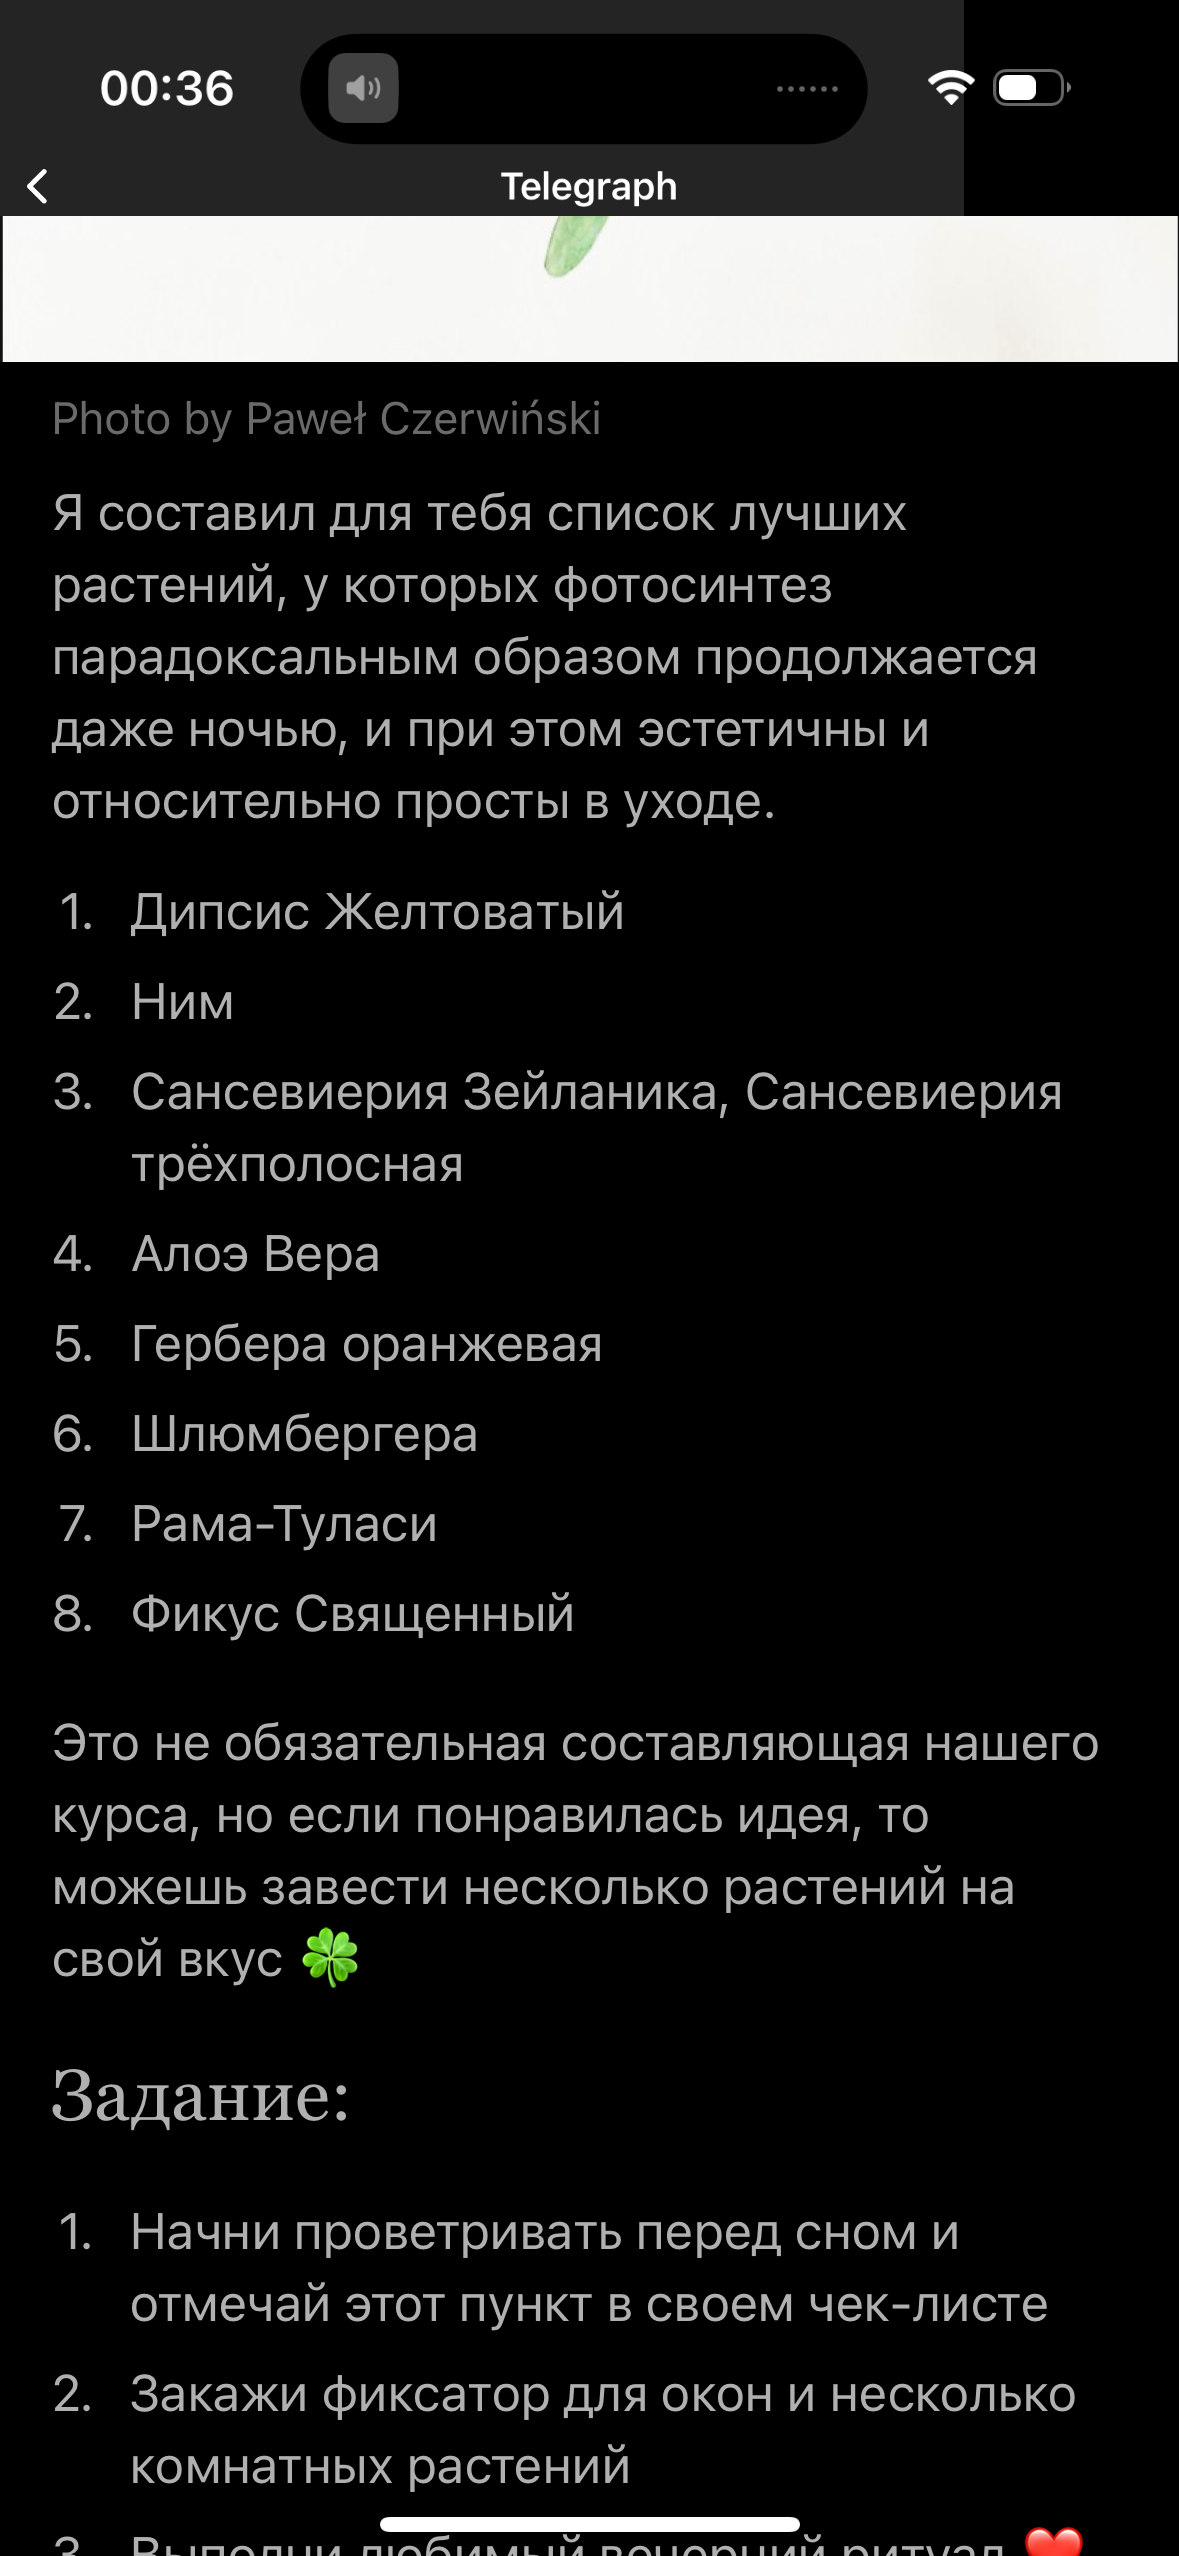 00:36
Telegraph
Photo by Paweł Czerwiński
Я составил для тебя список лучших
растений, у которых фотосинтез
парадоксальным образом продолжается
даже ночью, и при этом эстетичны и
относительно просты в уходе.
1. Дипсис Желтоватый
2. Ним
3. Сансевиерия Зейланика, Сансевиерия
трёхполосная
4. Алоэ Вера
5. Гербера оранжевая
6. Шлюмбергера
7. Рама-Туласи
8. Фикус Священный
Это не обязательная составляющая нашего
курса, но если понравилась идея, то
можешь завести несколько растений на
свой вкус 🍀
Задание:
1. Начни проветривать перед сном и
отмечай этот пункт в своем чек-листе
2. Закажи фиксатор для окон и несколько
комнатных растений
3. Выполни любимый вечерний ритуал ❤️